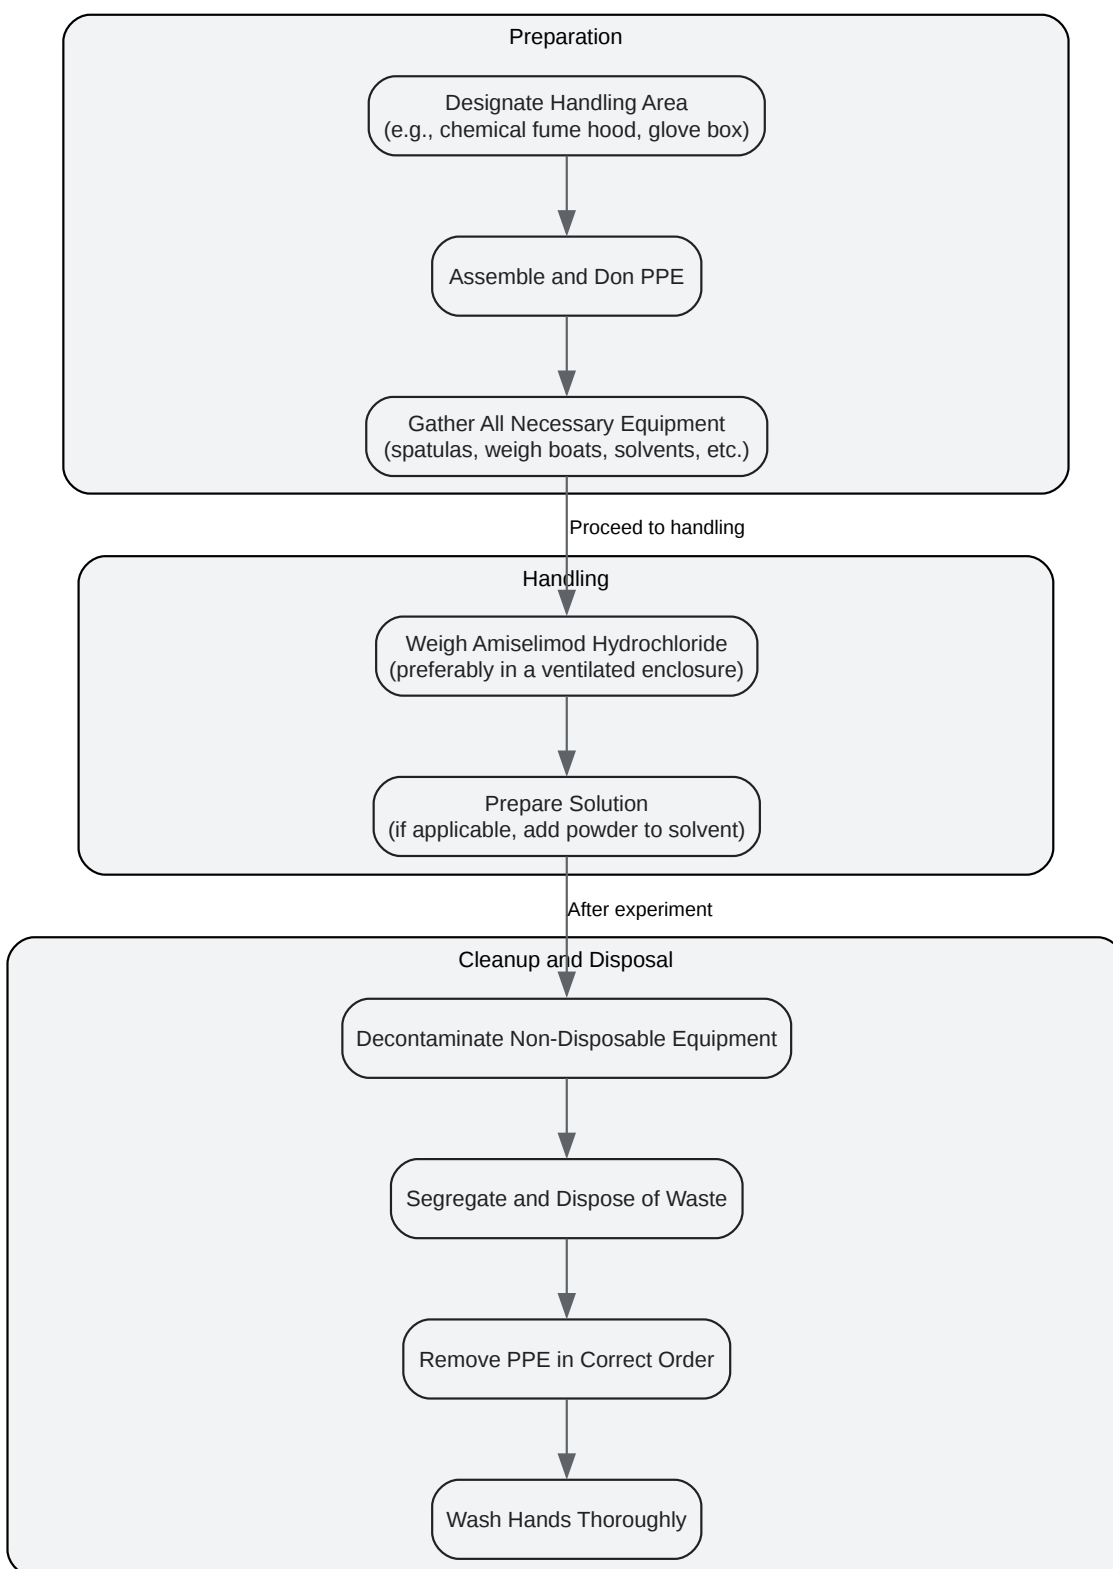 Preparation
Designate Handling Area
(e.g., chemical fume hood, glove box)
Assemble and Don PPE
Gather All Necessary Equipment
(spatulas, weigh boats, solvents, etc.)
Proceed to handling
Handling
Weigh Amiselimod Hydrochloride
(preferably in a ventilated enclosure)
Prepare Solution
(if applicable, add powder to solvent)
After experiment
Cleanup and Disposal
Decontaminate Non-Disposable Equipment
Segregate and Dispose of Waste
Remove PPE in Correct Order
Wash Hands Thoroughly